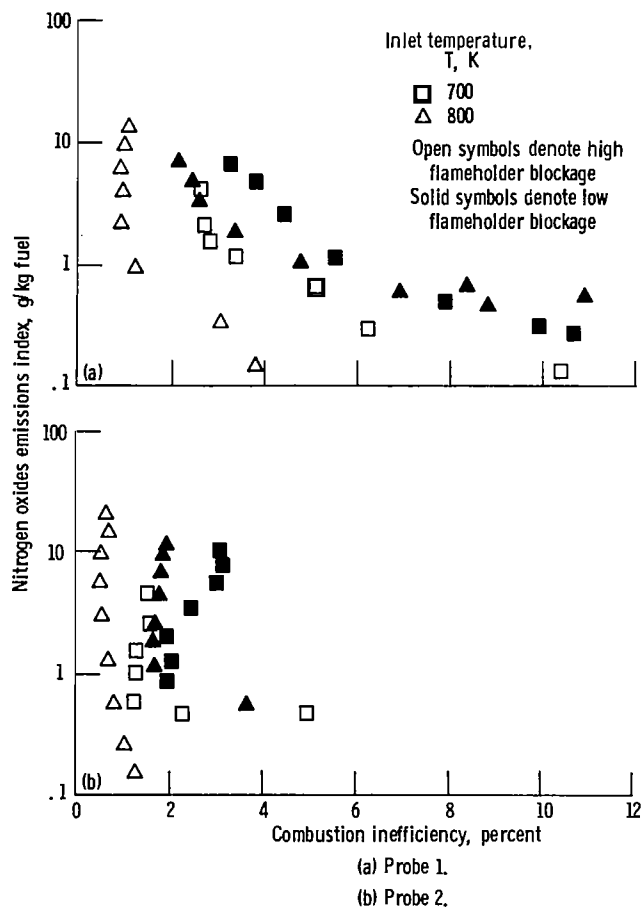 100
10
1
.1
(a)
Inlet temperature,
T, K
700
800
Open symbols denote high
flameholder blockage
Solid symbols denote low
flameholder blockage
Nitrogen oxides emissions index, g/kg fuel
100
10
1
.1
(b)
0
2
4
6
8
10
12
Combustion inefficiency, percent
(a) Probe 1.
(b) Probe 2.